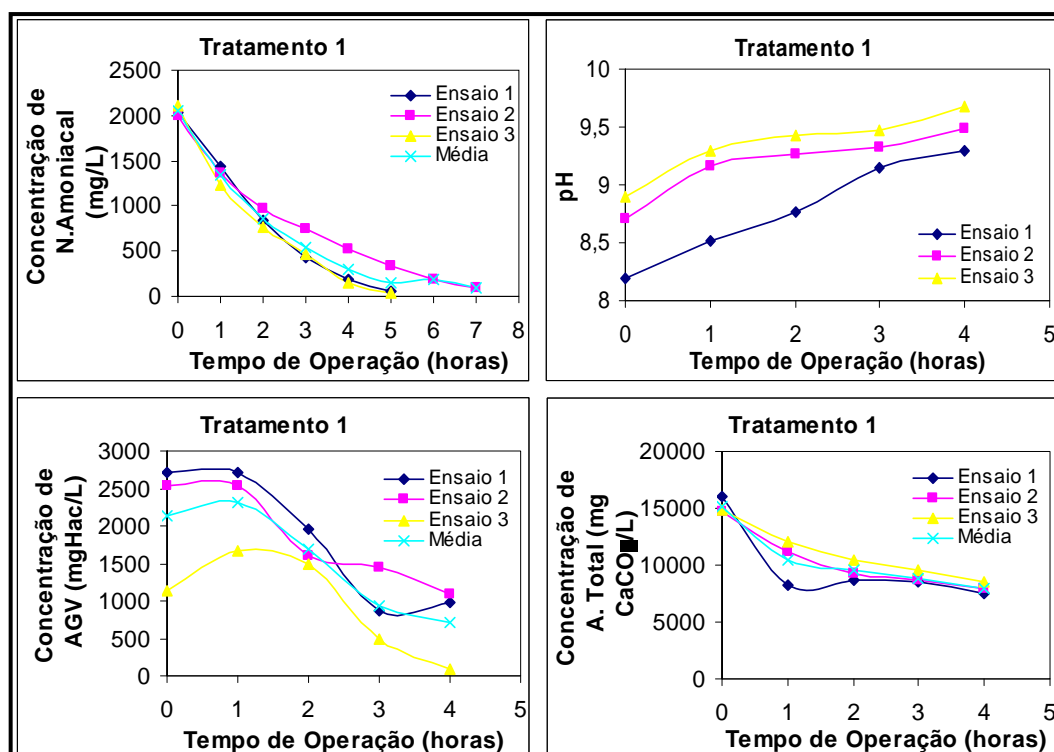 Tratamento 1
Concentração de
N.Amoniacal
(mg/L)
2500
2000
1500
1000
500
0
0 1 2 3 4 5 6 7 8
Tempo de Operação (horas)
Ensaio 1
Ensaio 2
Ensaio 3
Média
Tratamento 1
pH
10
9,5
9
8,5
8
0 1 2 3 4 5
Tempo de Operação (horas)
Ensaio 1
Ensaio 2
Ensaio 3
Tratamento 1
Concentração de
AGV (mgHac/L)
3000
2500
2000
1500
1000
500
0
0 1 2 3 4 5
Tempo de Operação (horas)
Ensaio 1
Ensaio 2
Ensaio 3
Média
Tratamento 1
Concentração de
A. Total (mg
CaCO /L)
20000
15000
10000
5000
0
0 1 2 3 4 5
Tempo de Operação (horas)
Ensaio 1
Ensaio 2
Ensaio 3
Média